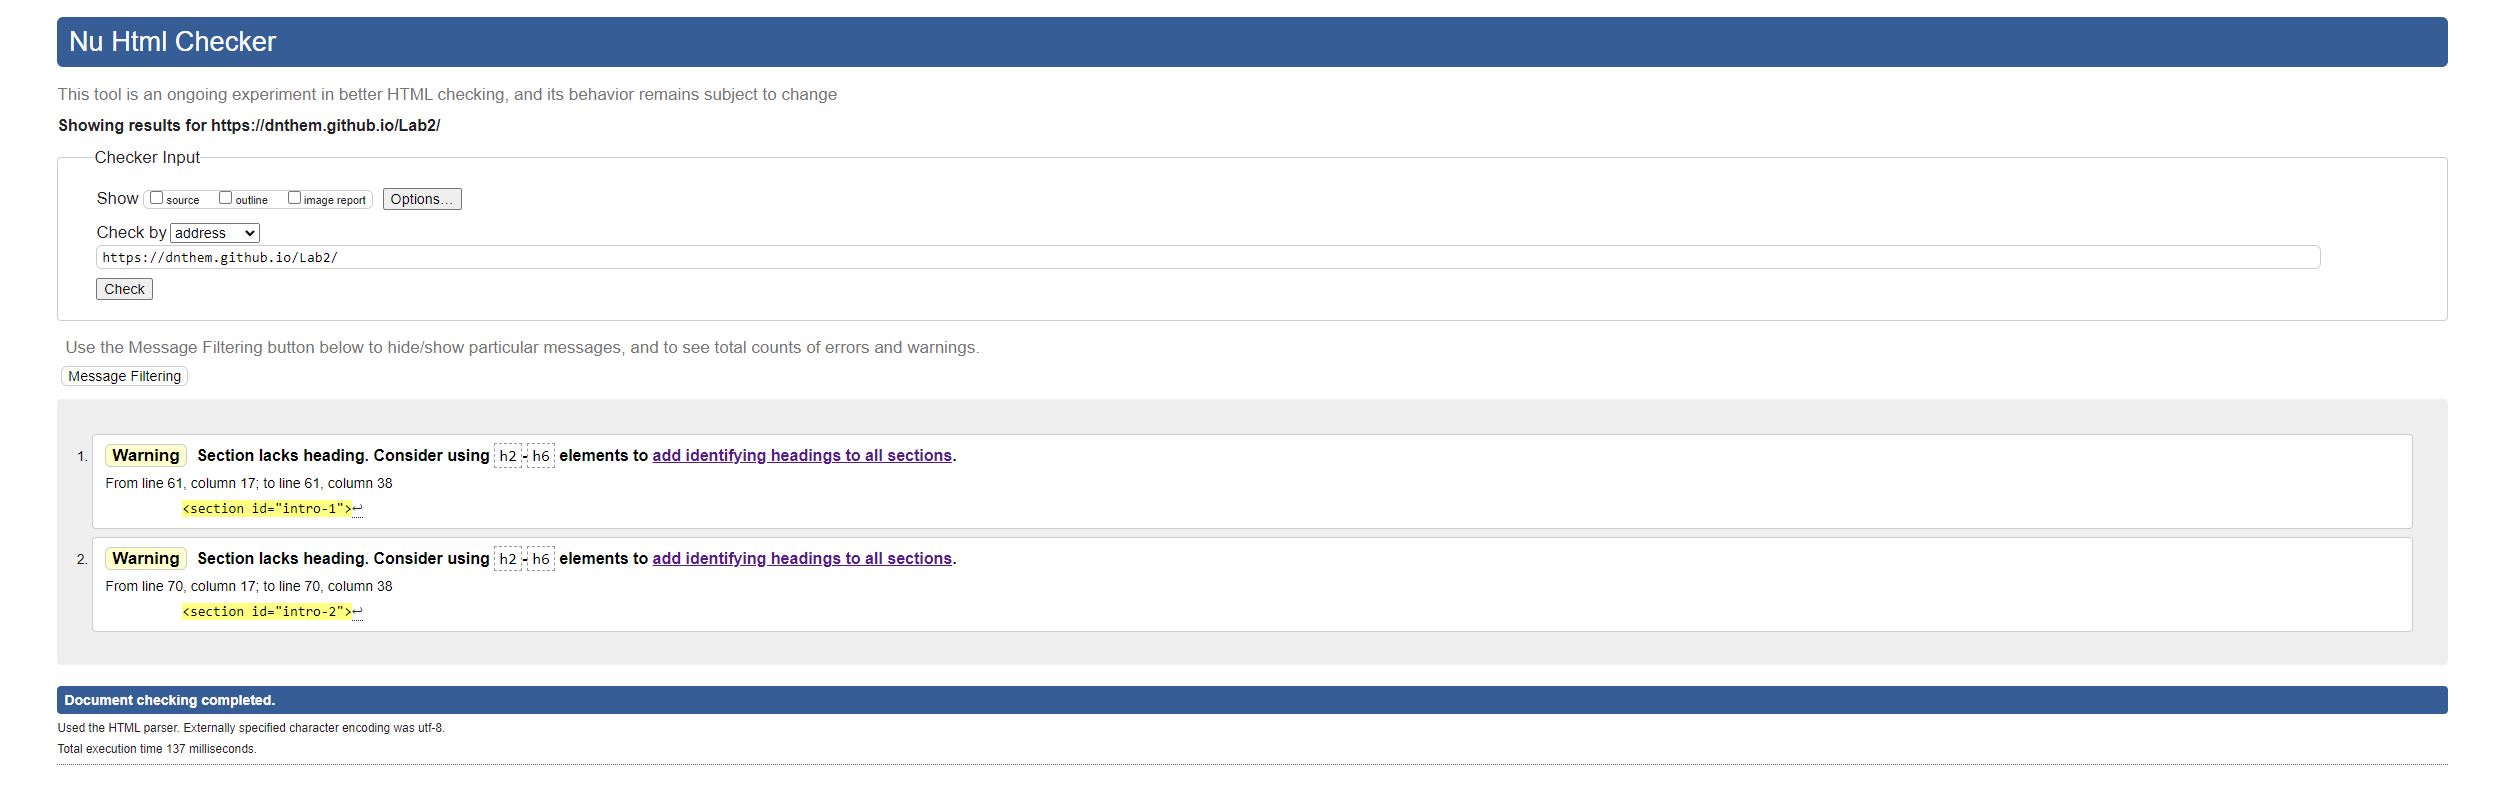 Nu Html Checker
This tool is an ongoing experiment in better HTML checking, and its behavior remains subject to change
Showing results for https://dnthem.github.io/Lab2/
Checker Input
Show source outline image report Options...
Check by address
https://dnthem.github.io/Lab2/
Check
Use the Message Filtering button below to hide/show particular messages, and to see total counts of errors and warnings.
Message Filtering
1. Warning Section lacks heading. Consider using h2-h6 elements to add identifying headings to all sections.
From line 61, column 17; to line 61, column 38
<section id="intro-1">↩
2. Warning Section lacks heading. Consider using h2-h6 elements to add identifying headings to all sections.
From line 70, column 17; to line 70, column 38
<section id="intro-2">↩
Document checking completed.
Used the HTML parser. Externally specified character encoding was utf-8.
Total execution time 137 milliseconds.